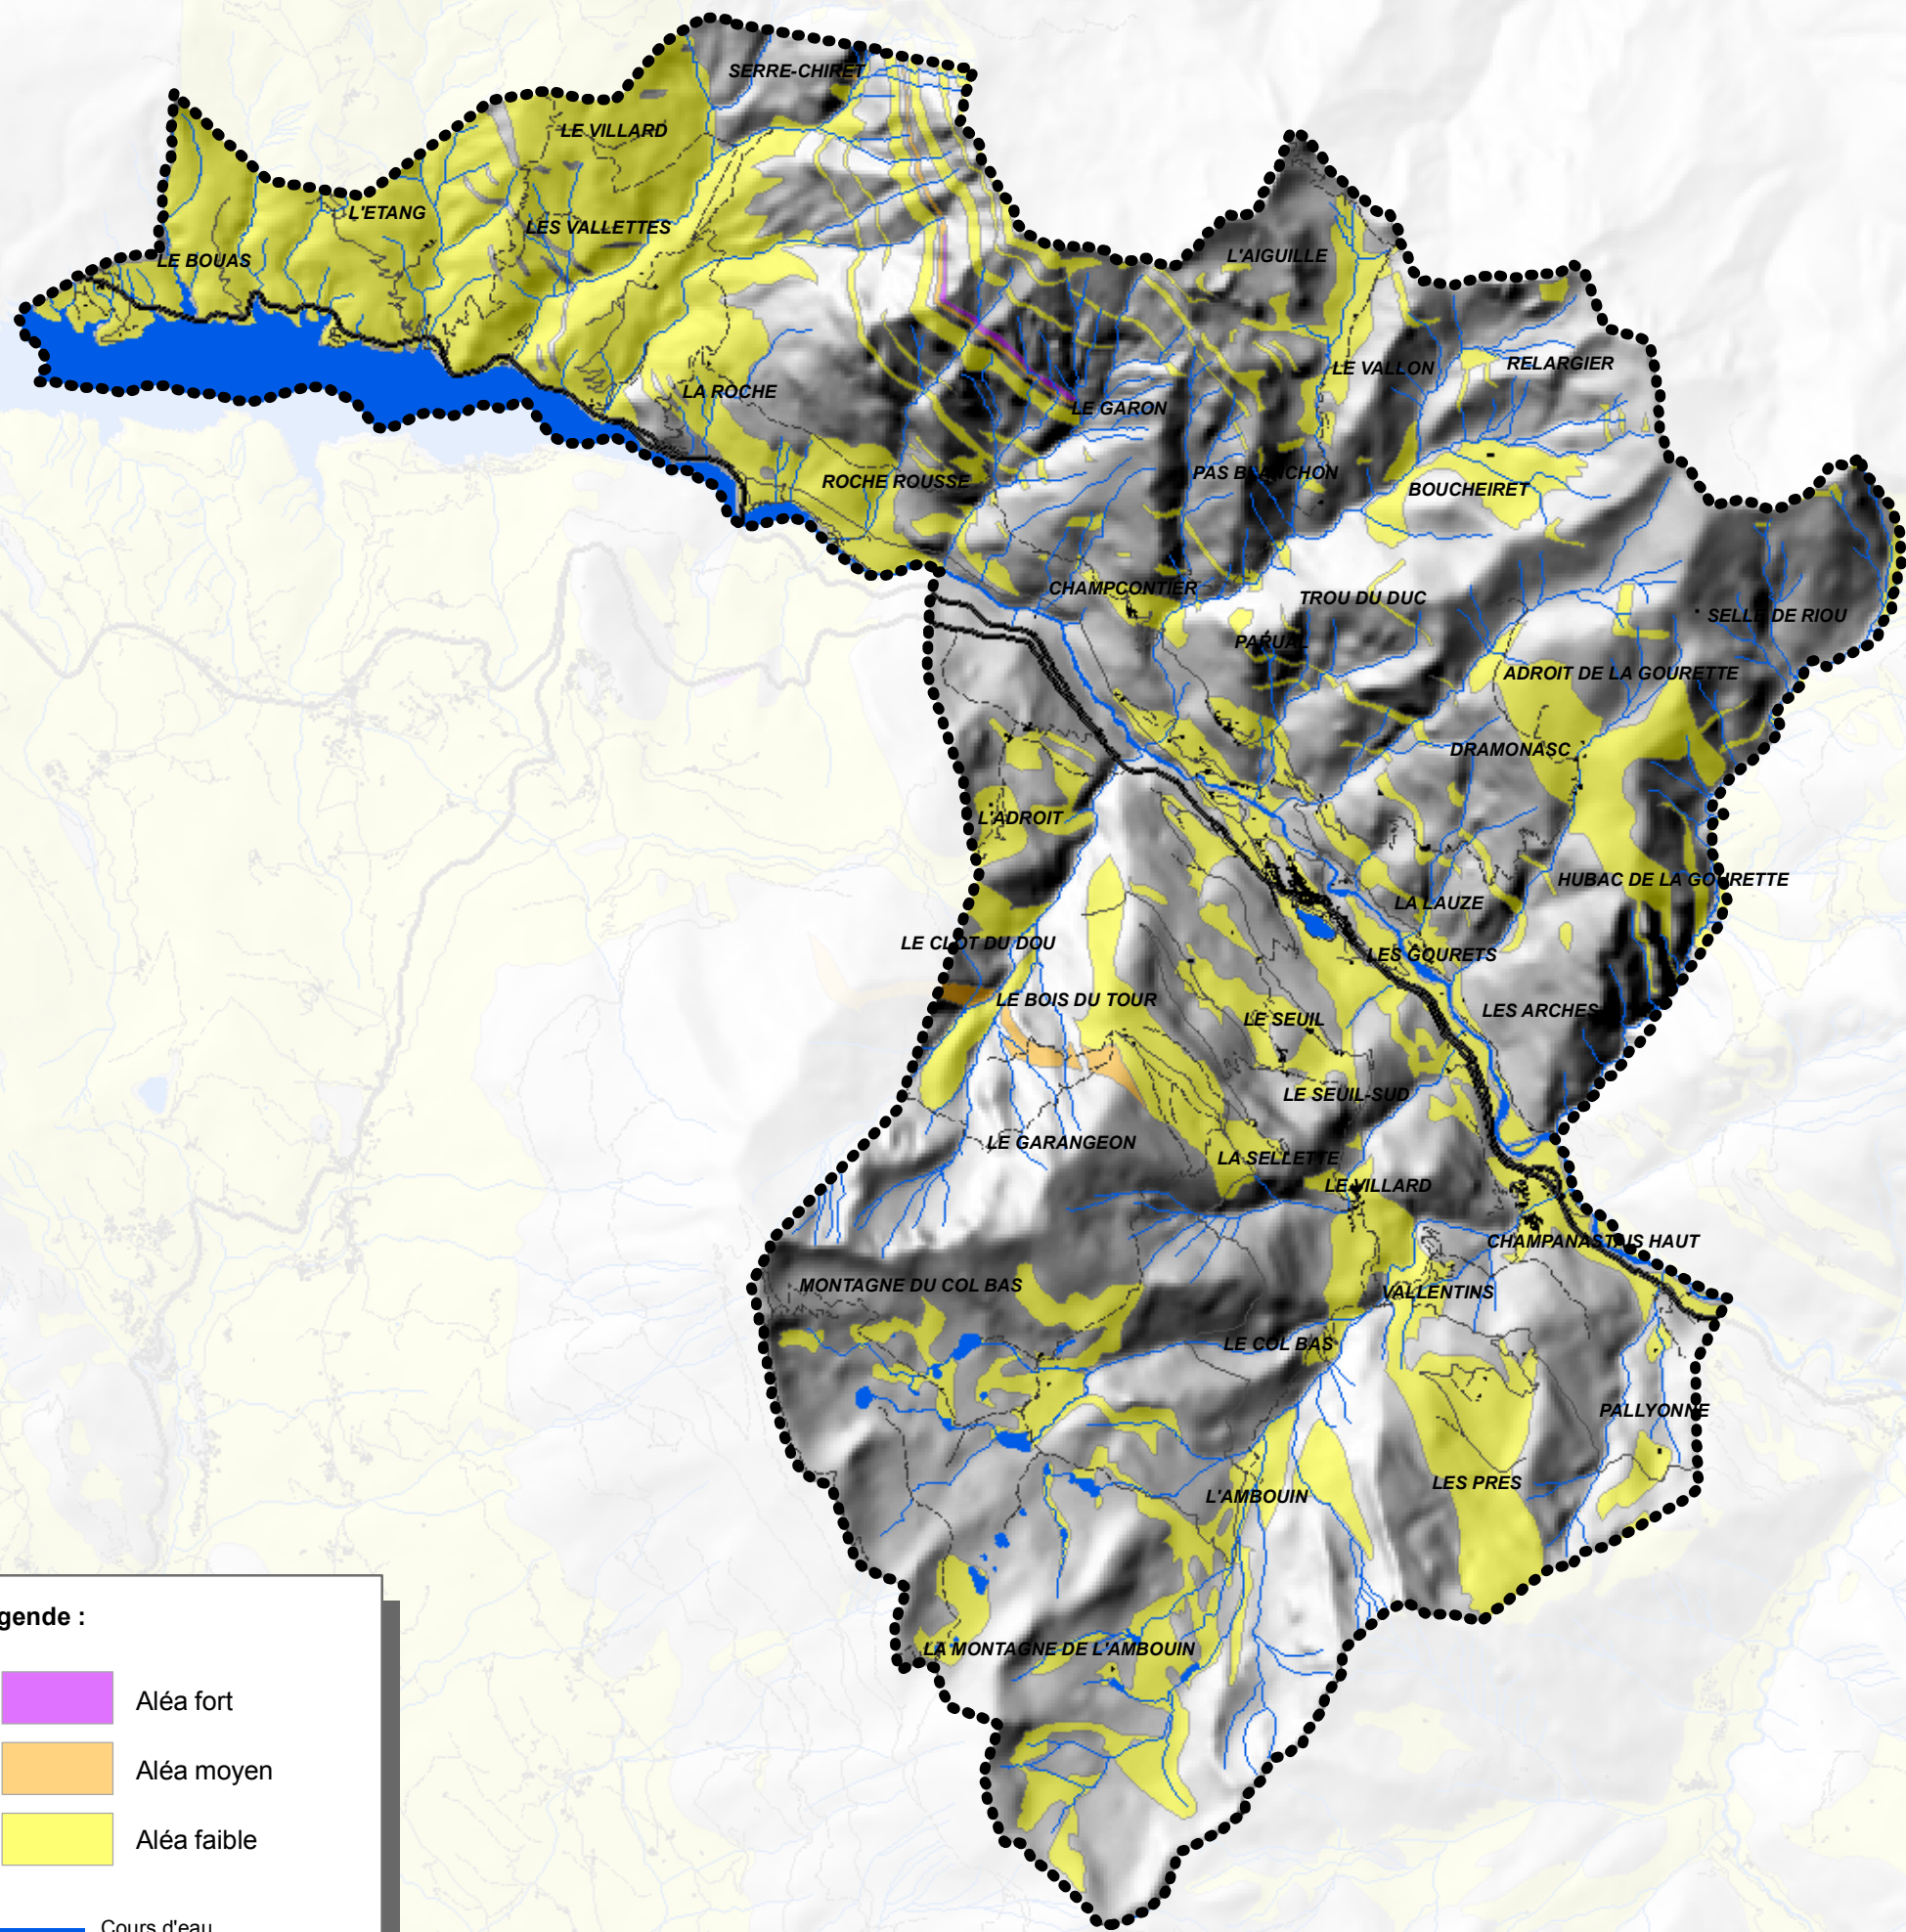 SERRE-CHIRET
LE VILLARD
L'ETANG
LES VALLETTES
LE BOUAS
L'AIGUILLE
LA ROCHE
LE GARON
LE VALLON
RELARGIER
ROCHE ROUSSE
PAS BLANCHON
BOUCHEIRET
CHAMPCONTIER
TROU DU DUC
SELLE DE RIOU
PARUAL
ADROIT DE LA GOURETTE
DRAMONASC
L'ADROIT
HUBAC DE LA GOURETTE
LA LAUZE
LE CLOT DU DOU
LES GOURETS
LE BOIS DU TOUR
LE SEUIL
LES ARCHES
LE SEUIL-SUD
LE GARANGEON
LA SELLETTE
LE VILLARD
CHAMPANASTAIS HAUT
MONTAGNE DU COL BAS
VALLENTINS
LE COL BAS
PALLYONNE
LES PRES
L'AMBOUIN
LA MONTAGNE DE L'AMBOUIN
gende :
Aléa fort
Aléa moyen
Aléa faible
Cours d'eau